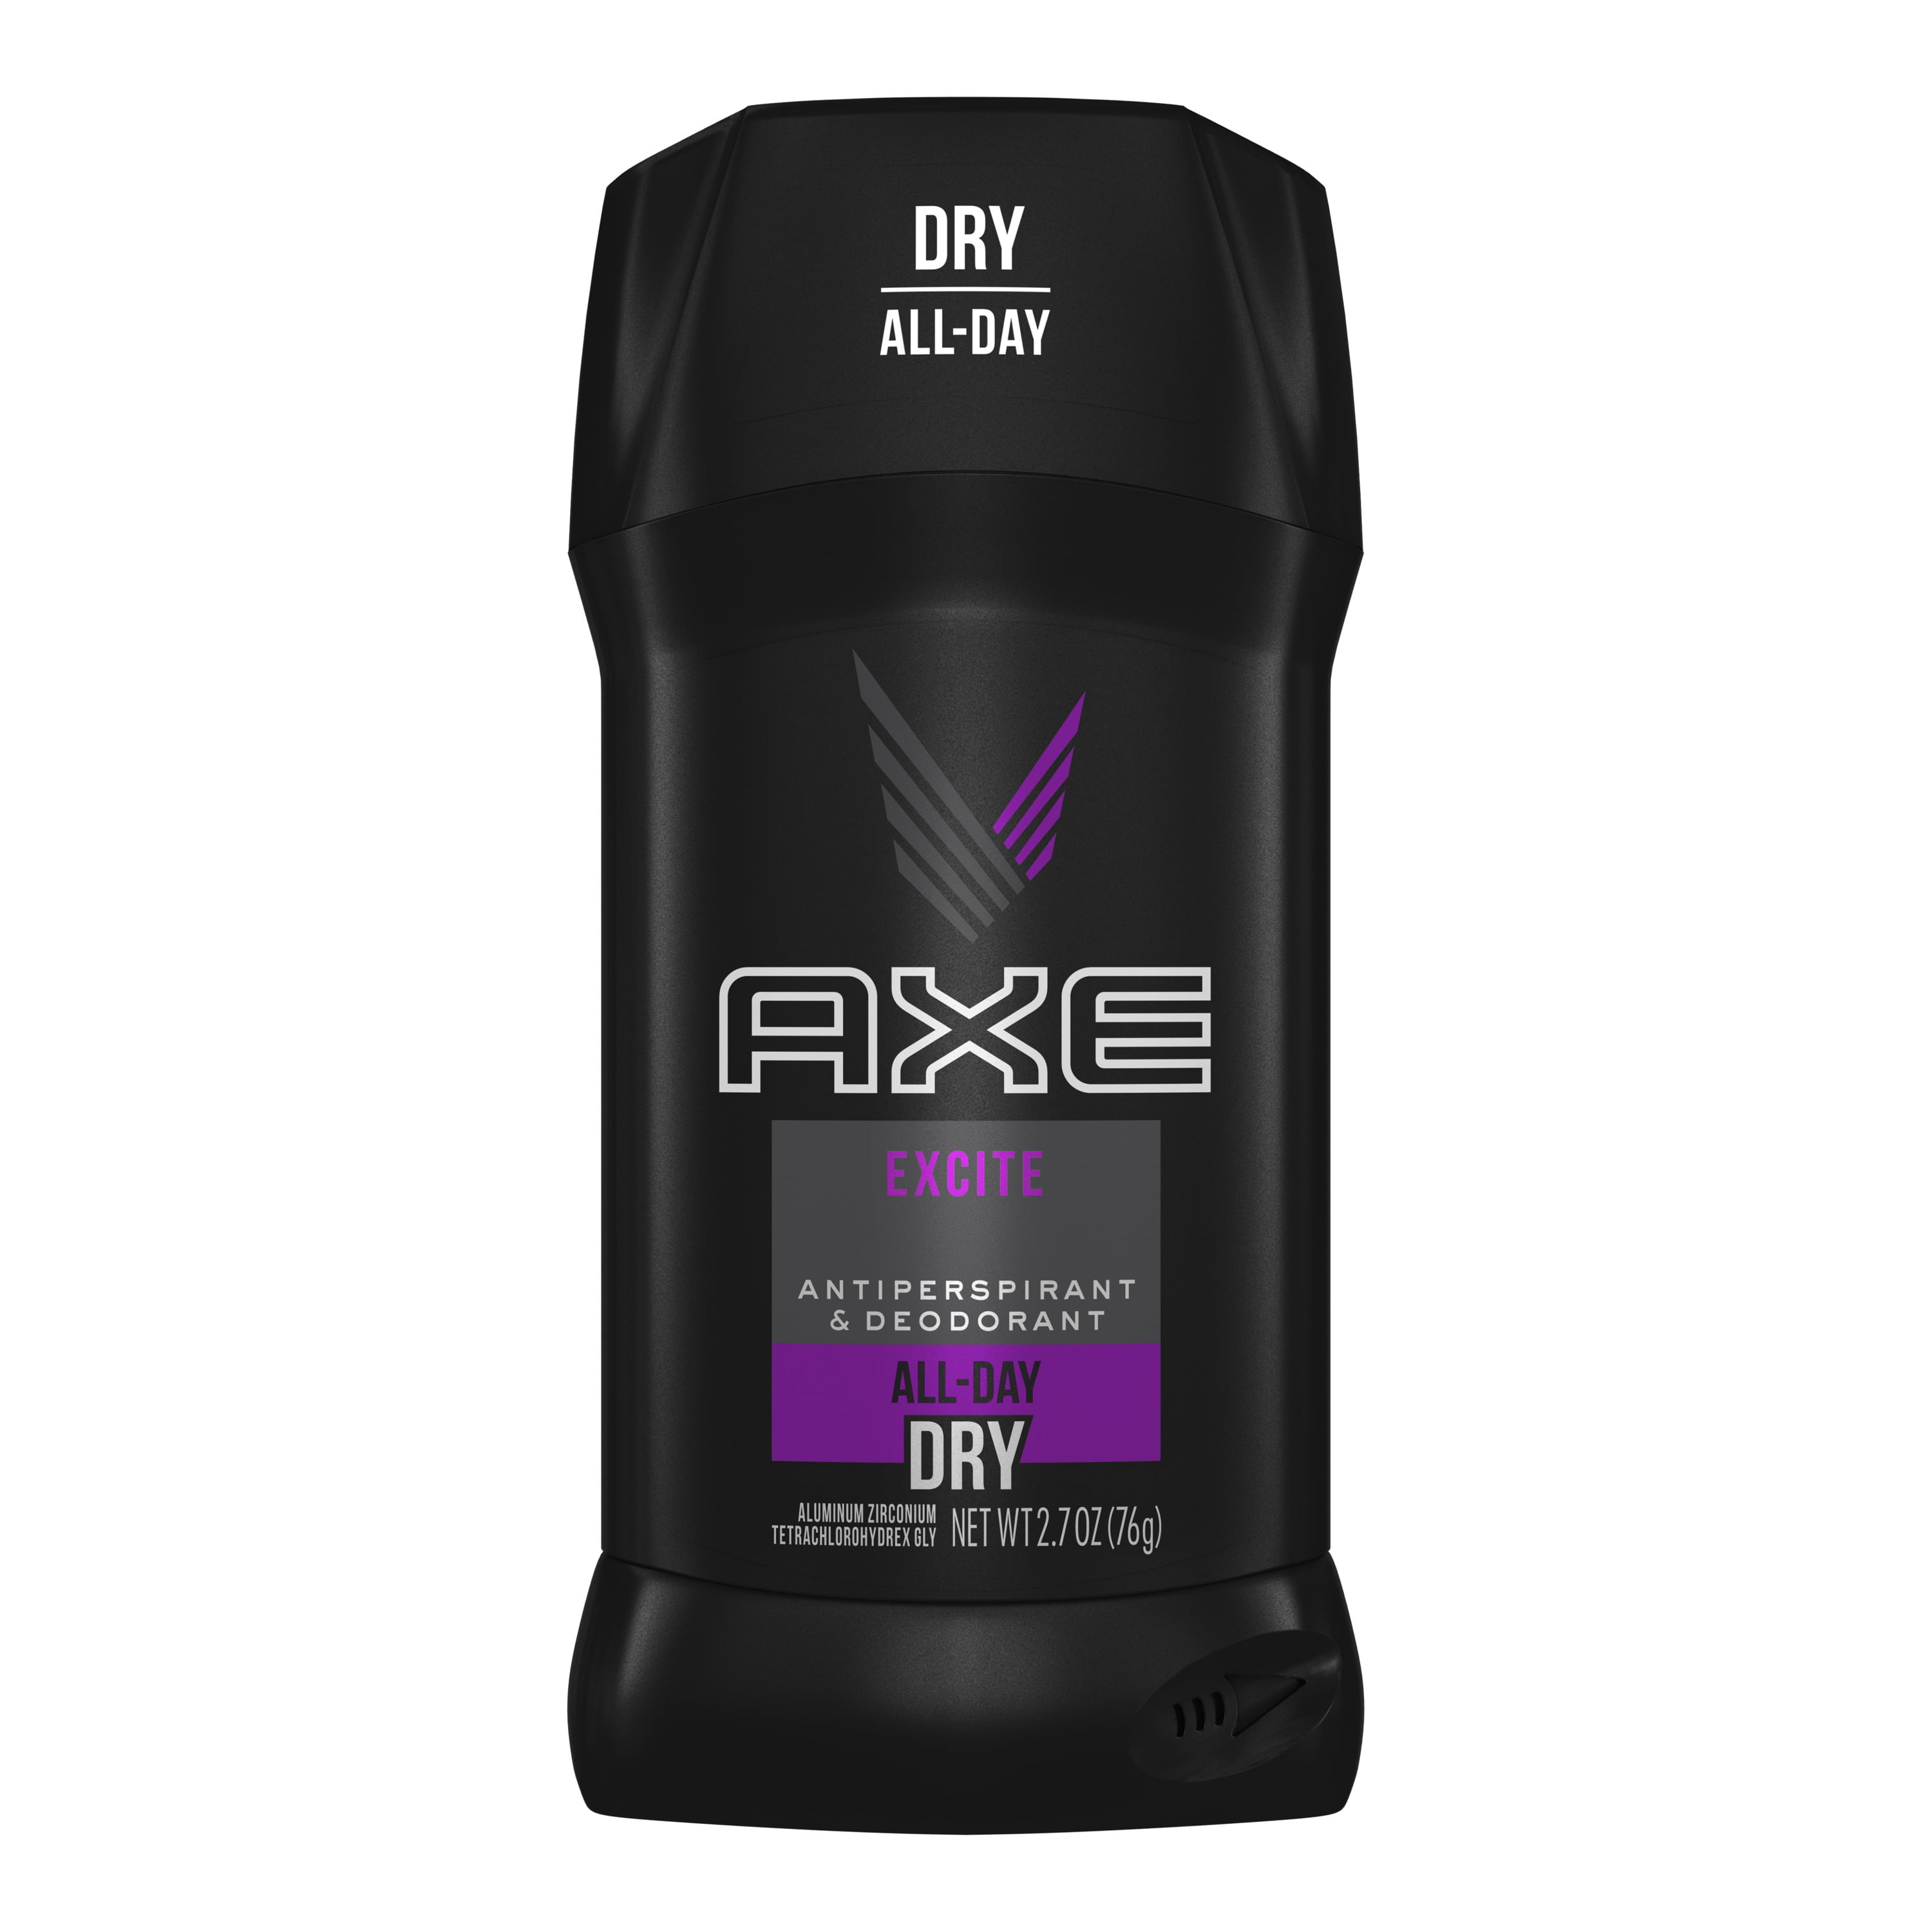 DRY
ALL-DAY
AXE
EXCITE
ANTIPERSPIRANT
& DEODORANT
ALL-DAY
DRY
ALUMINUM ZIRCONIUM
TETRACHLOROHYDREX GLY
NET WT 2.7 OZ (76g)